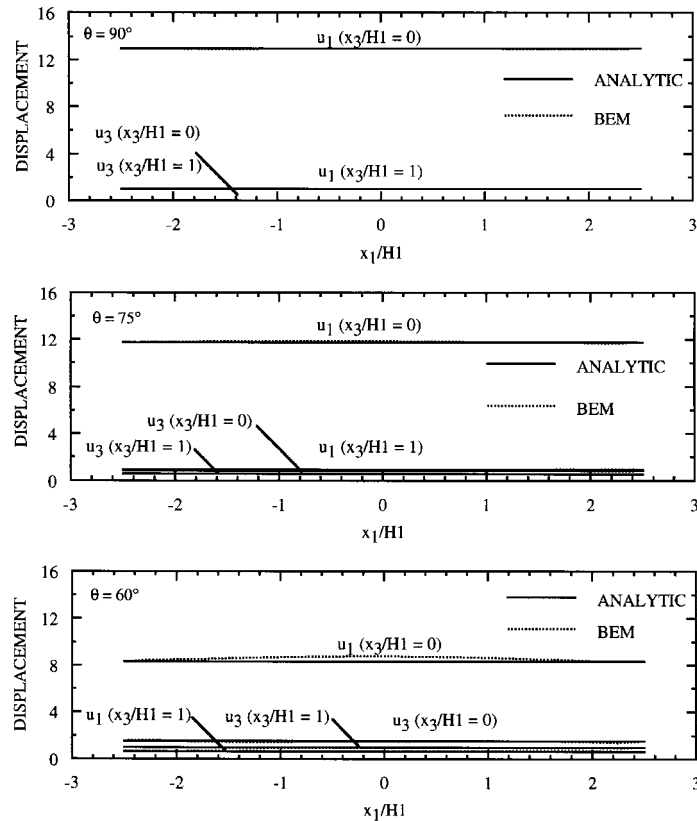 16
θ = 90°
u1 (x3/H1 = 0)
12
ANALYTIC
DISPLACEMENT
8
BEM
u3 (x3/H1 = 0)
4
u3 (x3/H1 = 1)
u1 (x3/H1 = 1)
0
-3 -2 -1 0 1 2 3
x1/H1
16
θ = 75°
u1 (x3/H1 = 0)
12
ANALYTIC
DISPLACEMENT
8
BEM
u3 (x3/H1 = 0)
4
u3 (x3/H1 = 1)
u1 (x3/H1 = 1)
0
-3 -2 -1 0 1 2 3
x1/H1
16
θ = 60°
ANALYTIC
12
BEM
DISPLACEMENT
u1 (x3/H1 = 0)
8
4
u1 (x3/H1 = 1)
u3 (x3/H1 = 1)
u3 (x3/H1 = 0)
0
-3 -2 -1 0 1 2 3
x1/H1